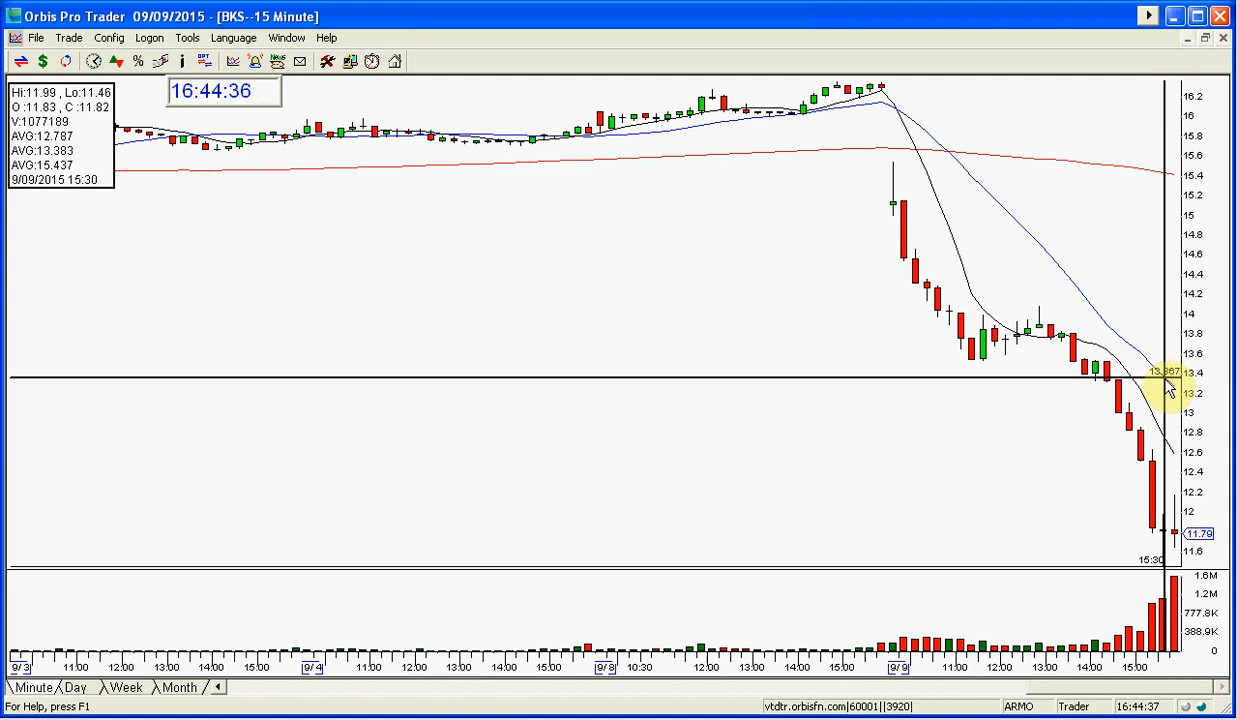 Orbis Pro Trader 09/09/2015 - [BKS--15 Minute]
File Trade Config Logon Tools Language Window Help
16:44:36
Hi:11.99 , Lo:11.46
O :11.83 , C :11.82
V:1077189
AVG:12.787
AVG:13.383
AVG:15.437
9/09/2015 15:30
16.2
16
15.8
15.6
15.4
15.2
15
14.8
14.6
14.4
14.2
14
13.8
13.6
13.367
13.4
13.2
13
12.8
12.6
12.4
12.2
12
11.79
11.6
15:30
1.6M
1.2M
777.8K
388.9K
0
9/ 3 11:00 12:00 13:00 14:00 15:00 9/ 4 11:00 12:00 13:00 14:00 15:00 9/ 8 10:30 12:00 13:00 14:00 15:00 9/ 9 11:00 12:00 13:00 14:00 15:00
Minute Day Week Month
For Help, press F1
vtdtr.orbisfn.com|60001||3920| ARMO Trader 16:44:37